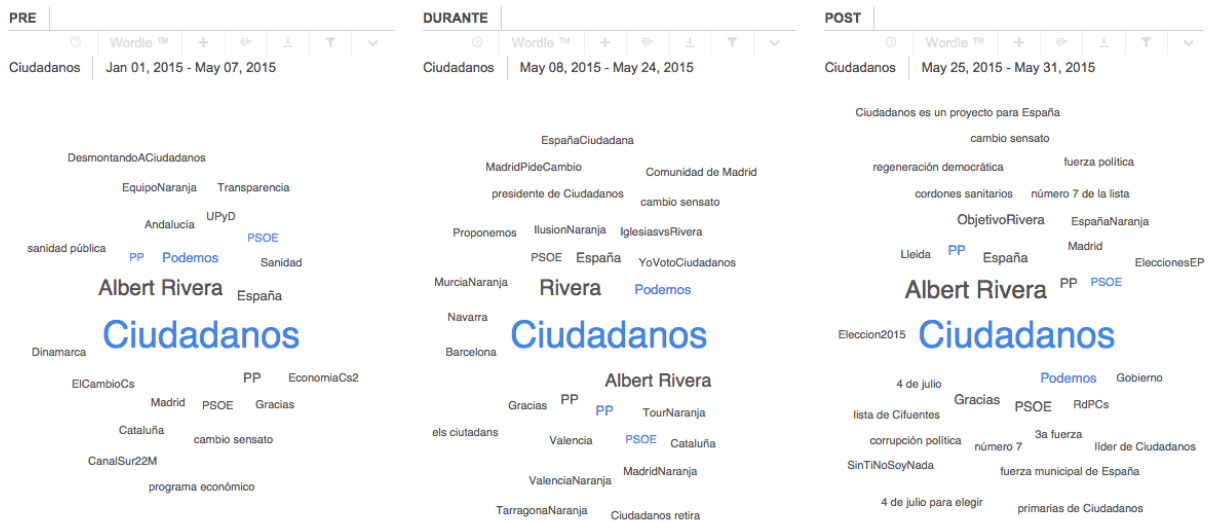 PRE
Wordle ™
Ciudadanos Jan 01, 2015 - May 07, 2015
DesmontandoACiudadanos
EquipoNaranja Transparencia
UPyD
Andalucía
PSOE
sanidad pública
PP Podemos
Sanidad
Albert Rivera España
Ciudadanos
Dinamarca
ElCambioCs PP EconomiaCs2
Madrid PSOE Gracias
Cataluña
cambio sensato
CanalSur22M
programa económico
DURANTE
Wordle ™
Ciudadanos May 08, 2015 - May 24, 2015
EspañaCiudadana
MadridPideCambio
Comunidad de Madrid
presidente de Ciudadanos
cambio sensato
Proponemos IlusionNaranja IglesiasvsRivera
PSOE España YoVotoCiudadanos
MurciaNaranja Rivera Podemos
Navarra
Ciudadanos
Barcelona
Albert Rivera
Gracias PP
PP TourNaranja
els ciutadans
Valencia PSOE Cataluña
MadridNaranja
ValenciaNaranja
TarragonaNaranja
Ciudadanos retira
POST
Wordle ™
Ciudadanos May 25, 2015 - May 31, 2015
Ciudadanos es un proyecto para España
cambio sensato
regeneración democrática fuerza política
cordones sanitarios número 7 de la lista
ObjetivoRivera EspañaNaranja
Madrid
Lleida PP España
EleccionesEP
Albert Rivera PP PSOE
Eleccion2015 Ciudadanos
4 de julio Podemos Gobierno
Gracias PSOE RdPCs
lista de Cifuentes
3a fuerza
corrupción política número 7 líder de Ciudadanos
SinTiNoSoyNada
fuerza municipal de España
4 de julio para elegir
primarias de Ciudadanos